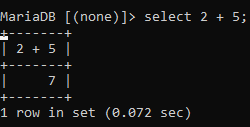 MariaDB [(none)]> select 2 + 5;
+-------+
| 2 + 5 |
+-------+
|     7 |
+-------+
1 row in set (0.072 sec)